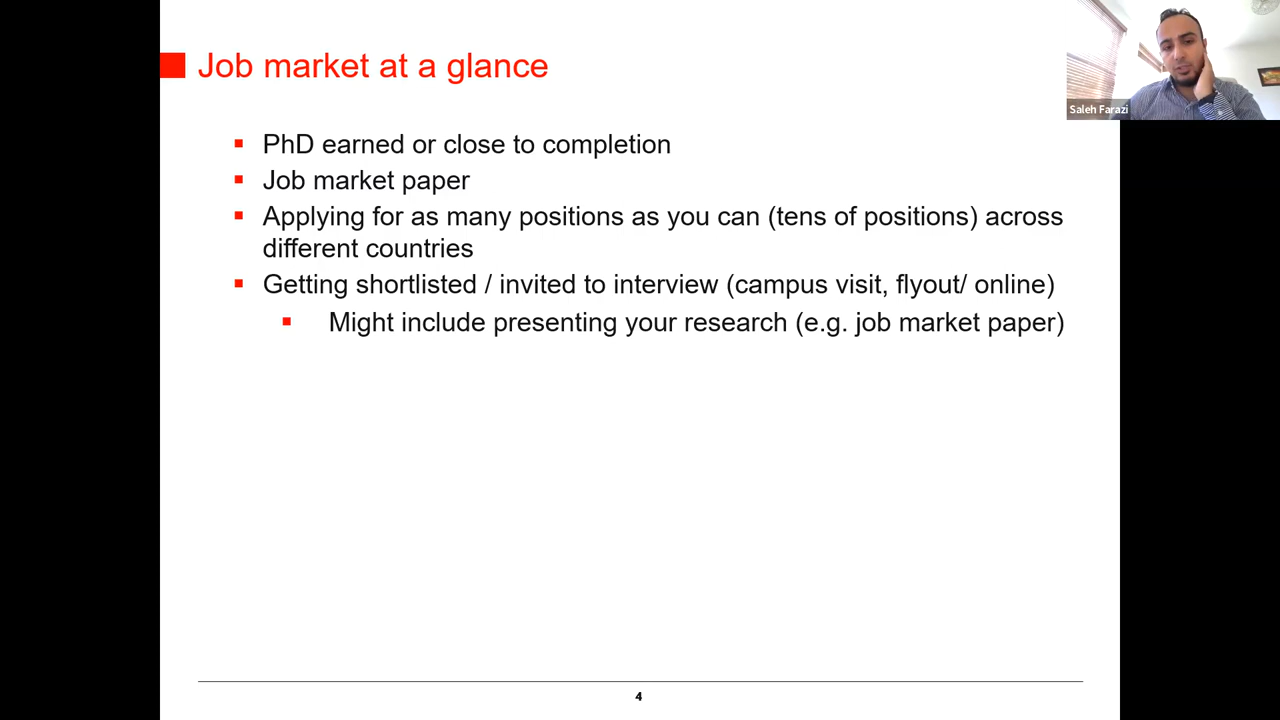 Job market at a glance
Saleh Farazi
PhD earned or close to completion
Job market paper
Applying for as many positions as you can (tens of positions) across
different countries
Getting shortlisted / invited to interview (campus visit, flyout/ online)
Might include presenting your research (e.g. job market paper)
4